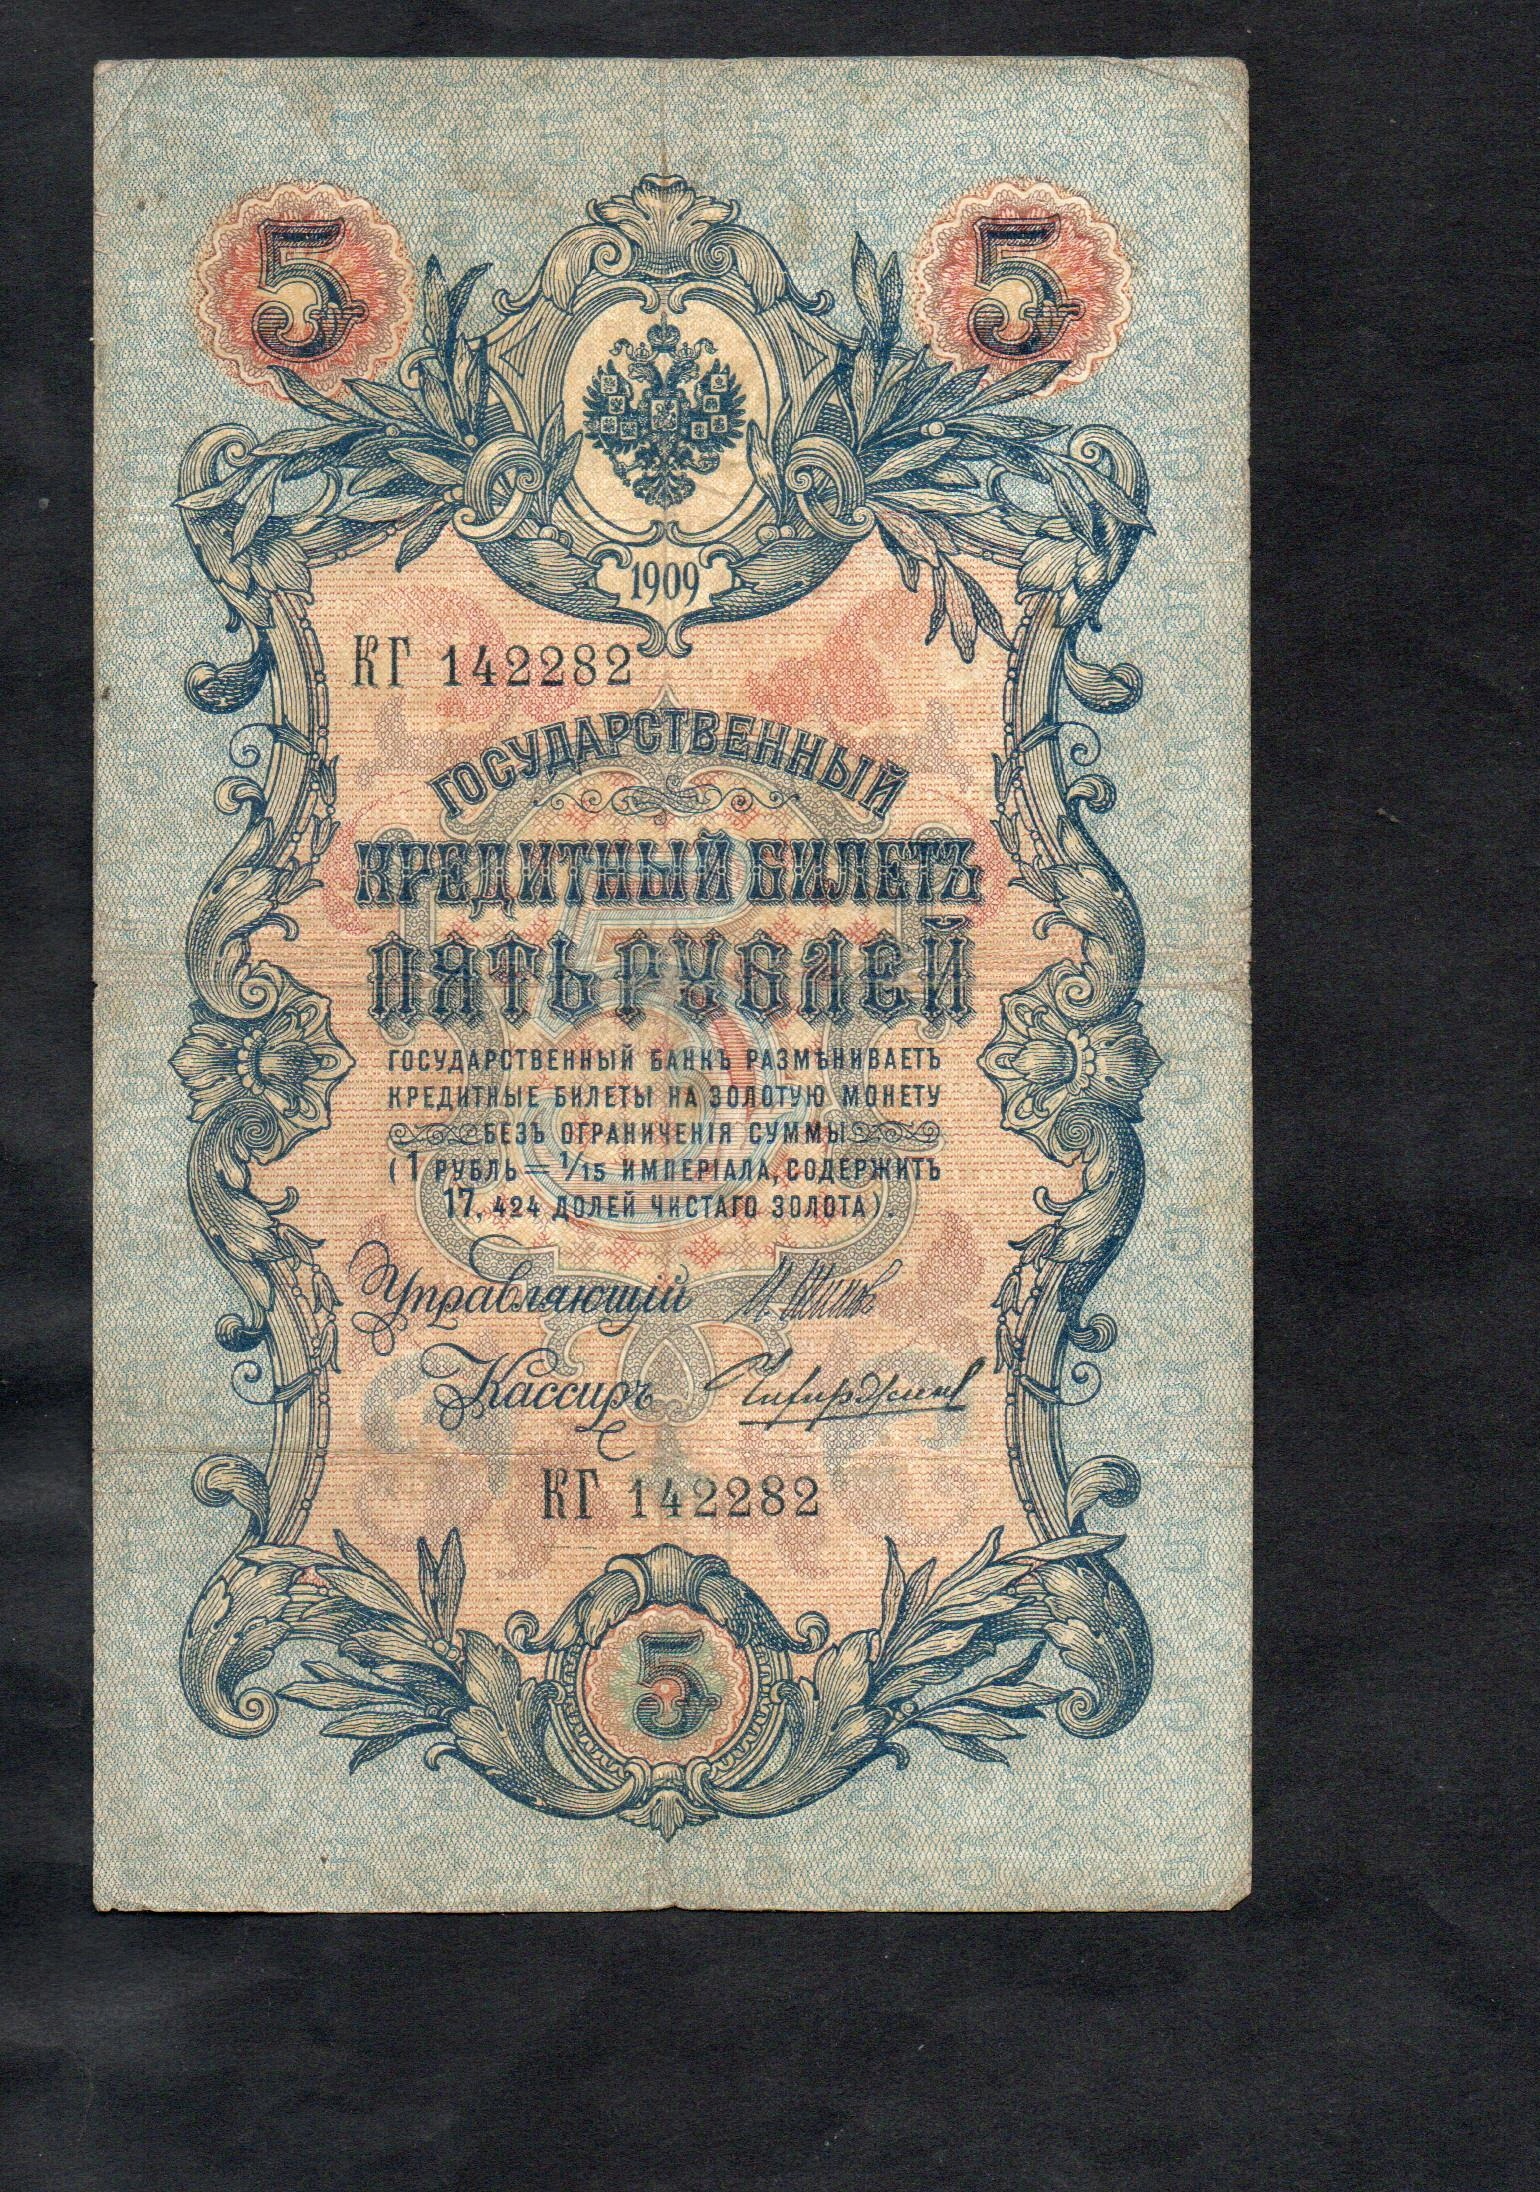 5 5
1909
КГ 142282
ГОСУДАРСТВЕННЫЙ
КРЕДИТНЫЙ БИЛЕТЪ
ПЯТЬ РУБЛЕЙ
ГОСУДАРСТВЕННЫЙ БАНКЪ РАЗМѢНИВАЕТЪ
КРЕДИТНЫЕ БИЛЕТЫ НА ЗОЛОТУЮ МОНЕТУ
БЕЗЪ ОГРАНИЧЕНІЯ СУММЫ
(1 РУБЛЬ = 1/15 ИМПЕРІАЛА, СОДЕРЖИТЪ
17,424 ДОЛЕЙ ЧИСТАГО ЗОЛОТА).
Управляющій
Кассиръ
КГ 142282
5